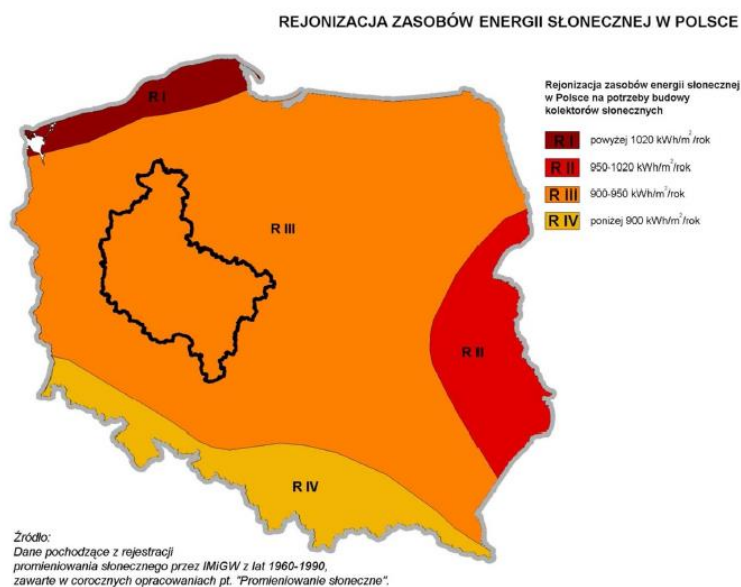 REJONIZACJA ZASOBÓW ENERGII SŁONECZNEJ W POLSCE
Rejonizacja zasobów energii słonecznej
w Polsce na potrzeby budowy
kolektorów słonecznych
R I powyżej 1020 kWh/m²/rok
R II 950-1020 kWh/m²/rok
R III 900-950 kWh/m²/rok
R IV poniżej 900 kWh/m²/rok
R I
R III
R II
R IV
Źródło:
Dane pochodzące z rejestracji
promieniowania słonecznego przez IMiGW z lat 1960-1990,
zawarte w corocznych opracowaniach pt. "Promieniowanie słoneczne".